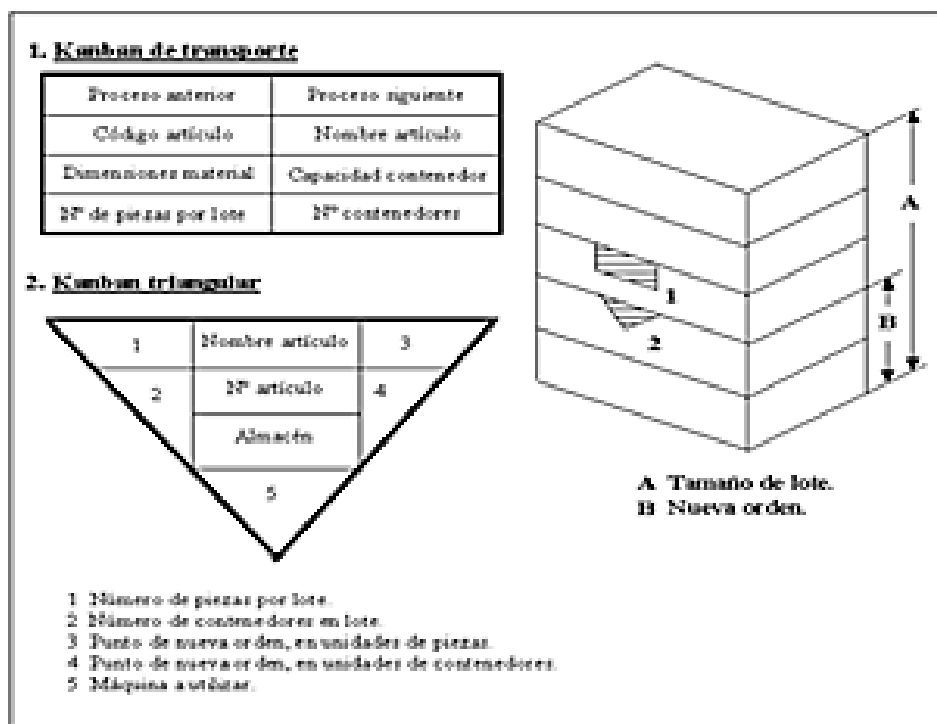 1. Kanban de transporte
Proceso anterior Proceso siguiente
Código artículo Nombre artículo
Dimensiones material Capacidad contenedor
Nº de piezas por lote Nº contenedores
2. Kanban triangular
1 Nombre artículo 3
2 Nº artículo 4
Almacén
5
1 Número de piezas por lote.
2 Número de contenedores en lote.
3 Punto de nueva orden, en unidades de piezas.
4 Punto de nueva orden, en unidades de contenedores.
5 Máquina a utilizar.
A
1
B
2
A Tamaño de lote.
B Nueva orden.